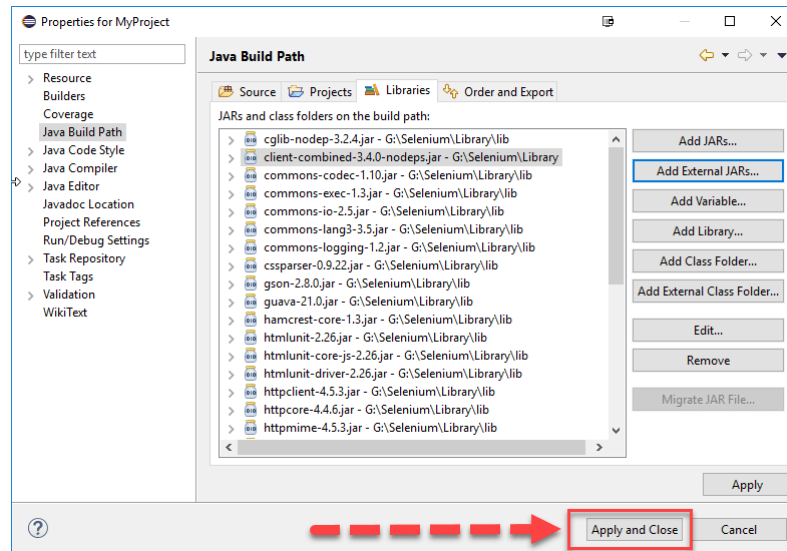 Properties for MyProject
type filter text
Resource
Builders
Coverage
Java Build Path
Java Code Style
Java Compiler
Java Editor
Javadoc Location
Project References
Run/Debug Settings
Task Repository
Task Tags
Validation
WikiText
Java Build Path
Source Projects Libraries Order and Export
JARs and class folders on the build path:
cglib-nodep-3.2.4.jar - G:\Selenium\Library\lib
client-combined-3.4.0-nodeps.jar - G:\Selenium\Library
commons-codec-1.10.jar - G:\Selenium\Library\lib
commons-exec-1.3.jar - G:\Selenium\Library\lib
commons-io-2.5.jar - G:\Selenium\Library\lib
commons-lang3-3.5.jar - G:\Selenium\Library\lib
commons-logging-1.2.jar - G:\Selenium\Library\lib
cssparser-0.9.22.jar - G:\Selenium\Library\lib
gson-2.8.0.jar - G:\Selenium\Library\lib
guava-21.0.jar - G:\Selenium\Library\lib
hamcrest-core-1.3.jar - G:\Selenium\Library\lib
htmlunit-2.26.jar - G:\Selenium\Library\lib
htmlunit-core-js-2.26.jar - G:\Selenium\Library\lib
htmlunit-driver-2.26.jar - G:\Selenium\Library\lib
httpclient-4.5.3.jar - G:\Selenium\Library\lib
httpcore-4.4.6.jar - G:\Selenium\Library\lib
httpmime-4.5.3.jar - G:\Selenium\Library\lib
Add JARs...
Add External JARs...
Add Variable...
Add Library...
Add Class Folder...
Add External Class Folder...
Edit...
Remove
Migrate JAR File...
Apply
Apply and Close
Cancel